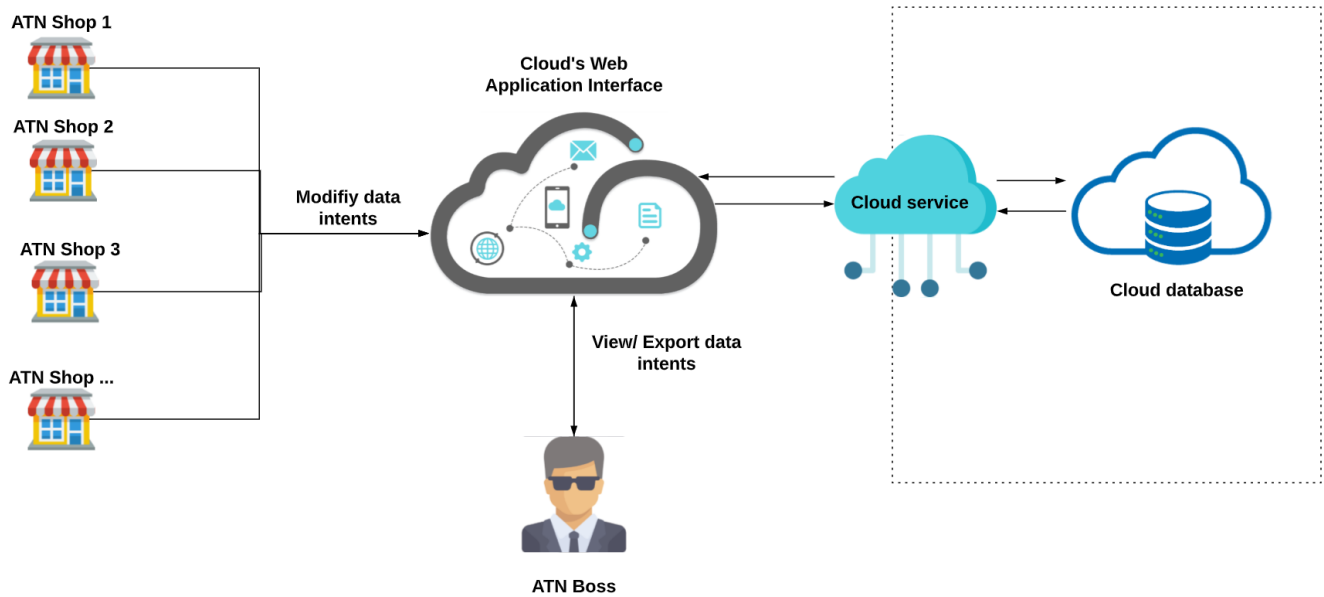 ATN Shop 1
ATN Shop 2
ATN Shop 3
ATN Shop ...
Modifiy data
intents
Cloud's Web
Application Interface
View/ Export data
intents
ATN Boss
Cloud service
Cloud database